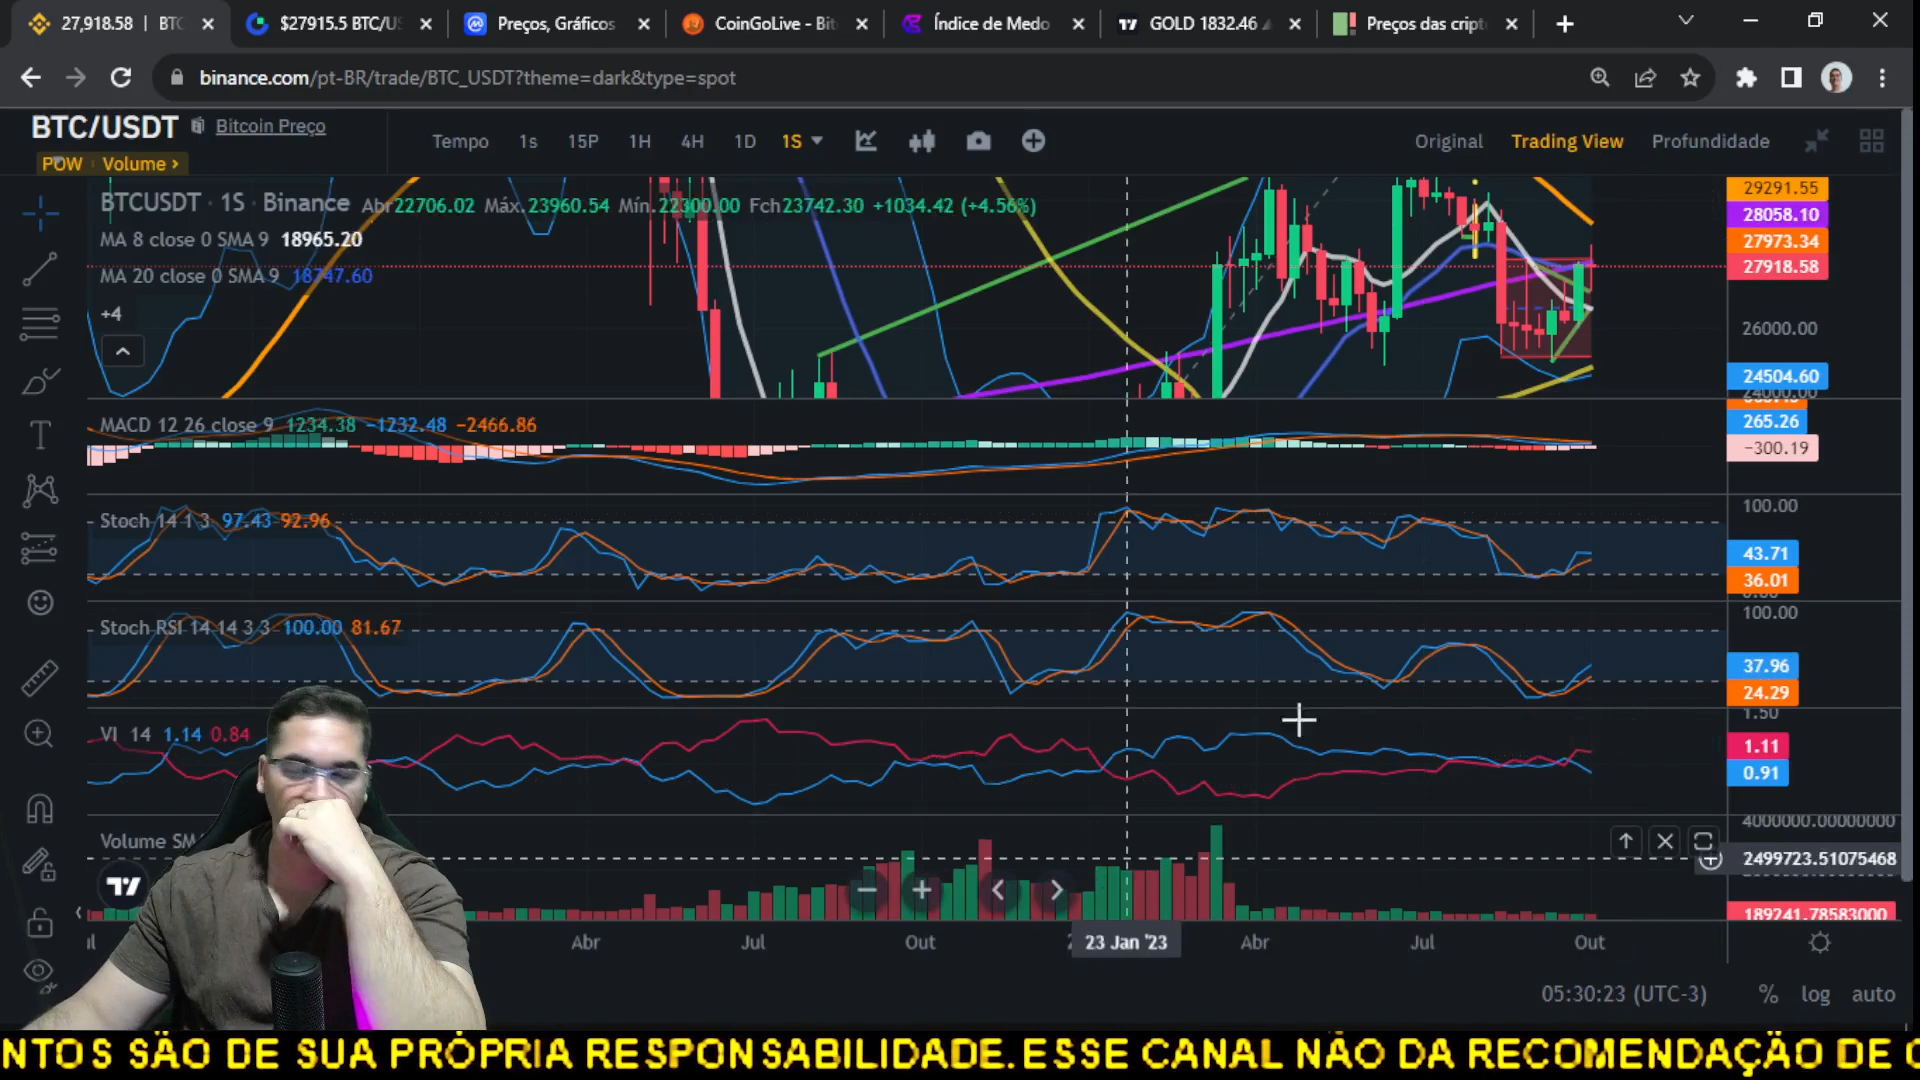 27,918.58 | BTC
$27915.5 BTC/US
Preços, Gráficos
CoinGoLive - Bit
Índice de Medo
GOLD 1832.46
Preços das cript
binance.com/pt-BR/trade/BTC_USDT?theme=dark&type=spot
BTC/USDT
Bitcoin Preço
POW Volume >
Tempo 1s 15P 1H 4H 1D 1S
Original Trading View Profundidade
BTCUSDT · 1S · Binance Abr22706.02 Máx.23960.54 Mín.22300.00 Fch23742.30 +1034.42 (+4.56%)
MA 8 close 0 SMA 9 18965.20
MA 20 close 0 SMA 9 18747.60
+4
29291.55
28058.10
27973.34
27918.58
26000.00
24504.60
24000.00
MACD 12 26 close 9 1234.38 −1232.48 −2466.86
265.26
−300.19
Stoch 14 1 3 97.43 92.96
100.00
43.71
36.01
0.00
Stoch RSI 14 14 3 3 100.00 81.67
100.00
37.96
24.29
VI 14 1.14 0.84
1.50
1.11
0.91
Volume SMA
4000000.00000000
2499723.51075468
189241.78583000
Abr Jul Out 23 Jan '23 Abr Jul Out
05:30:23 (UTC-3) % log auto
NTOS SÃO DE SUA PRÓPRIA RESPONSABILIDADE.ESSE CANAL NÃO DA RECOMENDAÇÃO DE